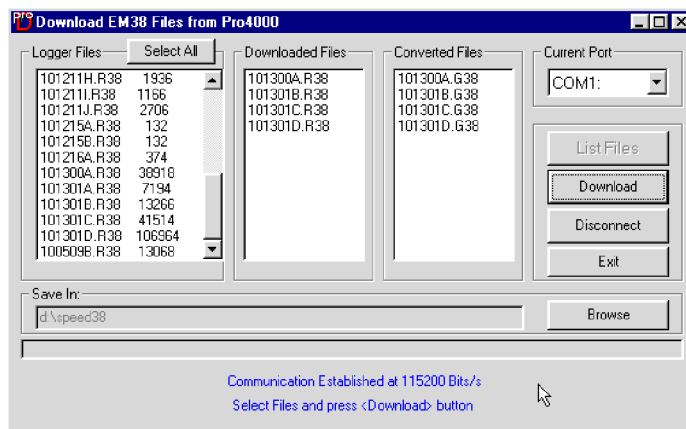 Pro Download EM38 Files from Pro4000
Logger Files Select All
101211H.R38 1936
101211I.R38 1166
101211J.R38 2706
101215A.R38 132
101215B.R38 132
101216A.R38 374
101300A.R38 38918
101301A.R38 7194
101301B.R38 13266
101301C.R38 41514
101301D.R38 106964
100509B.R38 13068
Downloaded Files
101300A.R38
101301B.R38
101301C.R38
101301D.R38
Converted Files
101300A.G38
101301B.G38
101301C.G38
101301D.G38
Current Port
COM1:
List Files
Download
Disconnect
Exit
Save In:
d:\speed38
Browse
Communication Established at 115200 Bits/s
Select Files and press <Download> button